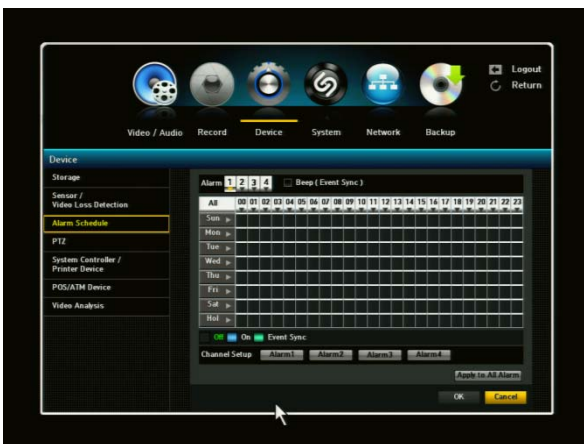 Logout
Return
Video / Audio Record Device System Network Backup
Device
Storage
Sensor /
Video Loss Detection
Alarm Schedule
PTZ
System Controller /
Printer Device
POS/ATM Device
Video Analysis
Alarm 1 2 3 4 Beep ( Event Sync )
All 00 01 02 03 04 05 06 07 08 09 10 11 12 13 14 15 16 17 18 19 20 21 22 23
Sun
Mon
Tue
Wed
Thu
Fri
Sat
Hol
Off On Event Sync
Channel Setup Alarm1 Alarm2 Alarm3 Alarm4
Apply to All Alarm
OK Cancel